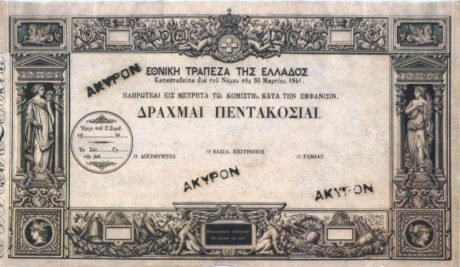 ΑΚΥΡΟΝ
ΕΘΝΙΚΗ ΤΡΑΠΕΖΑ ΤΗΣ ΕΛΛΑΔΟΣ
Κατασταθεῖσα διὰ τοῦ Νόμου τῆς 30 Μαρτίου 1841.
ΠΛΗΡΩΤΕΑΙ ΕΙΣ ΜΕΤΡΗΤΑ ΤΩ, ΚΟΜΙΣΤΗ, ΚΑΤΑ ΤΗΝ ΕΜΦΑΝΙΣΙΝ.
ΔΡΑΧΜΑΙ ΠΕΝΤΑΚΟΣΙΑΙ.
Ο ΔΙΕΥΘΥΝΤΗΣ Ο ΒΑΣΙΛ. ΕΠΙΤΡΟΠΟΣ Ο ΤΑΜΙΑΣ
ΑΚΥΡΟΝ
ΑΚΥΡΟΝ